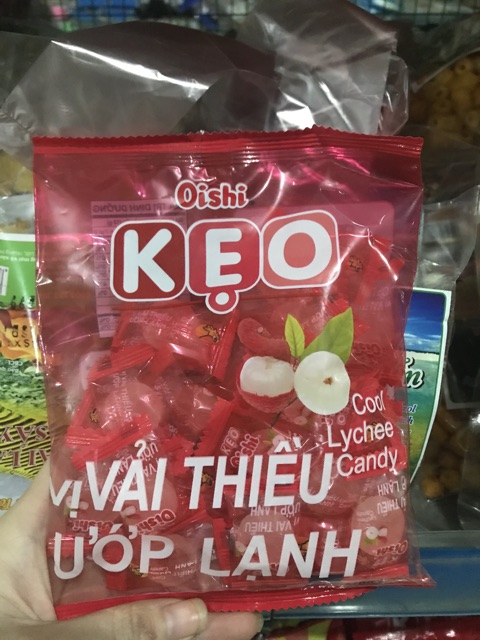 Oishi
KẸO
Cool
Lychee
Candy
VỊ VẢI THIỀU
ƯỚP LẠNH